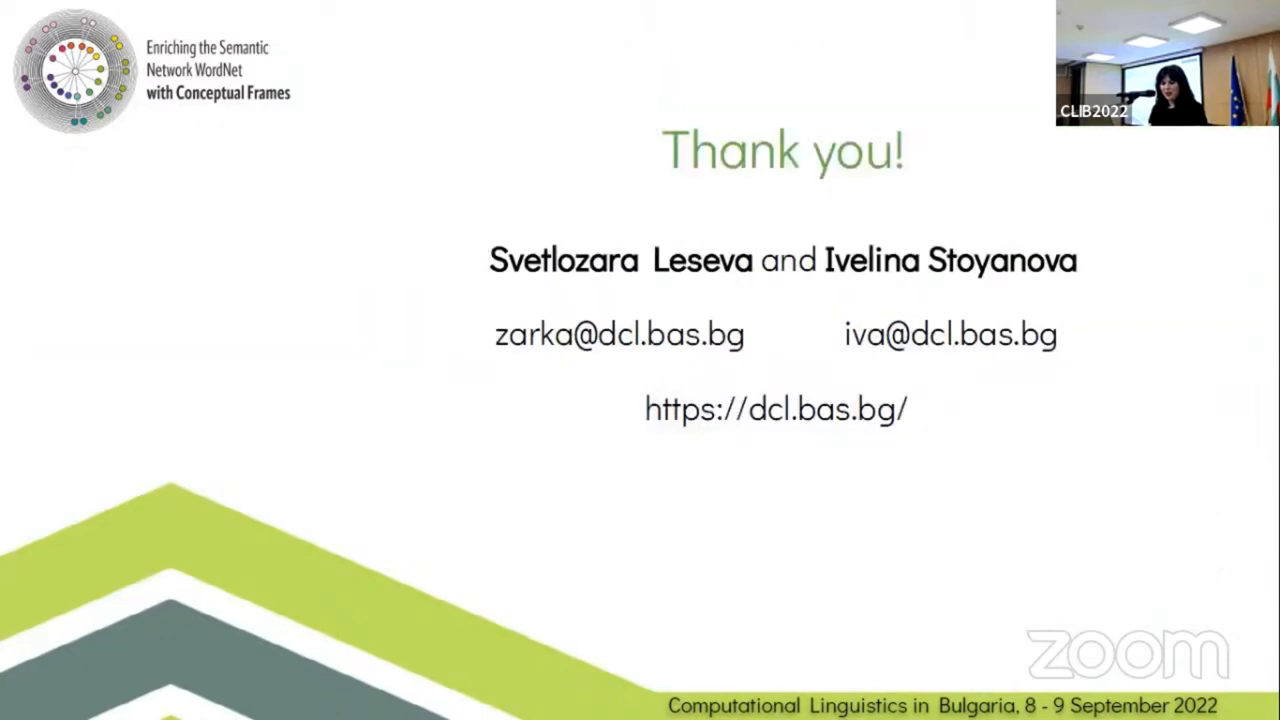 Enriching the Semantic
Network WordNet
with Conceptual Frames
CLIB2022
Thank you!
Svetlozara Leseva and Ivelina Stoyanova
zarka@dcl.bas.bg iva@dcl.bas.bg
https://dcl.bas.bg/
zoom
Computational Linguistics in Bulgaria, 8 - 9 September 2022